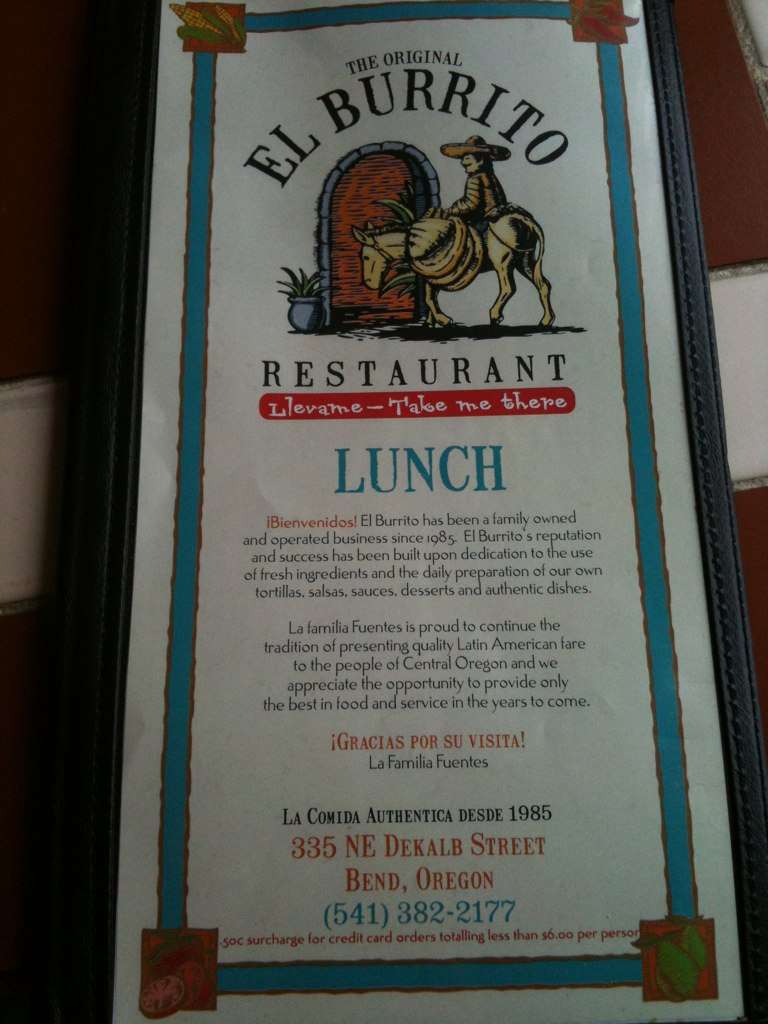 THE ORIGINAL
EL BURRITO
RESTAURANT
Llevame – Take me there
LUNCH
¡Bienvenidos! El Burrito has been a family owned
and operated business since 1985. El Burrito's reputation
and success has been built upon dedication to the use
of fresh ingredients and the daily preparation of our own
tortillas, salsas, sauces, desserts and authentic dishes.
La familia Fuentes is proud to continue the
tradition of presenting quality Latin American fare
to the people of Central Oregon and we
appreciate the opportunity to provide only
the best in food and service in the years to come.
¡GRACIAS POR SU VISITA!
La Familia Fuentes
LA COMIDA AUTHENTICA DESDE 1985
335 NE DEKALB STREET
BEND, OREGON
(541) 382-2177
.50c surcharge for credit card orders totalling less than $6.00 per person